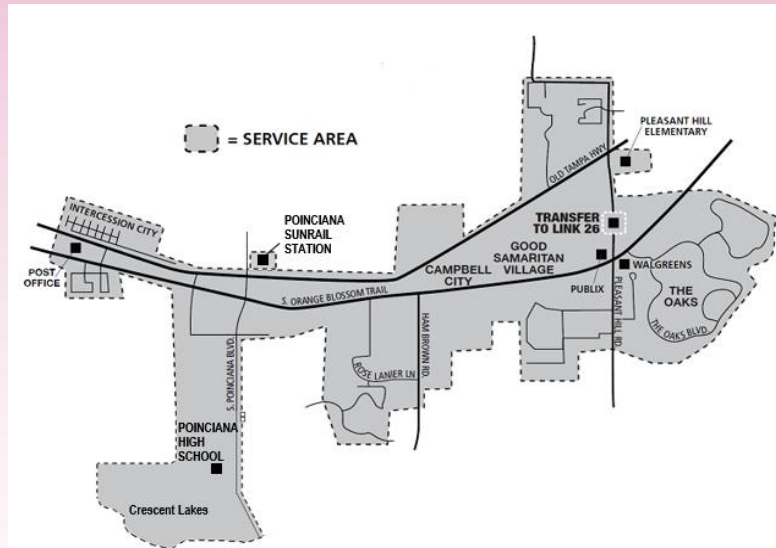 PLEASANT HILL
ELEMENTARY
= SERVICE AREA
OLD TAMPA HWY.
INTERCESSION CITY
POINCIANA
SUNRAIL
STATION
TRANSFER
TO LINK 26
POST
OFFICE
GOOD
SAMARITAN
VILLAGE
CAMPBELL
CITY
WALGREENS
PUBLIX
S. ORANGE BLOSSOM TRAIL
THE
OAKS
PLEASANT HILL RD.
HAM BROWN RD.
THE OAKS BLVD.
S. POINCIANA BLVD.
ROSE LANIER LN
POINCIANA
HIGH
SCHOOL
Crescent Lakes